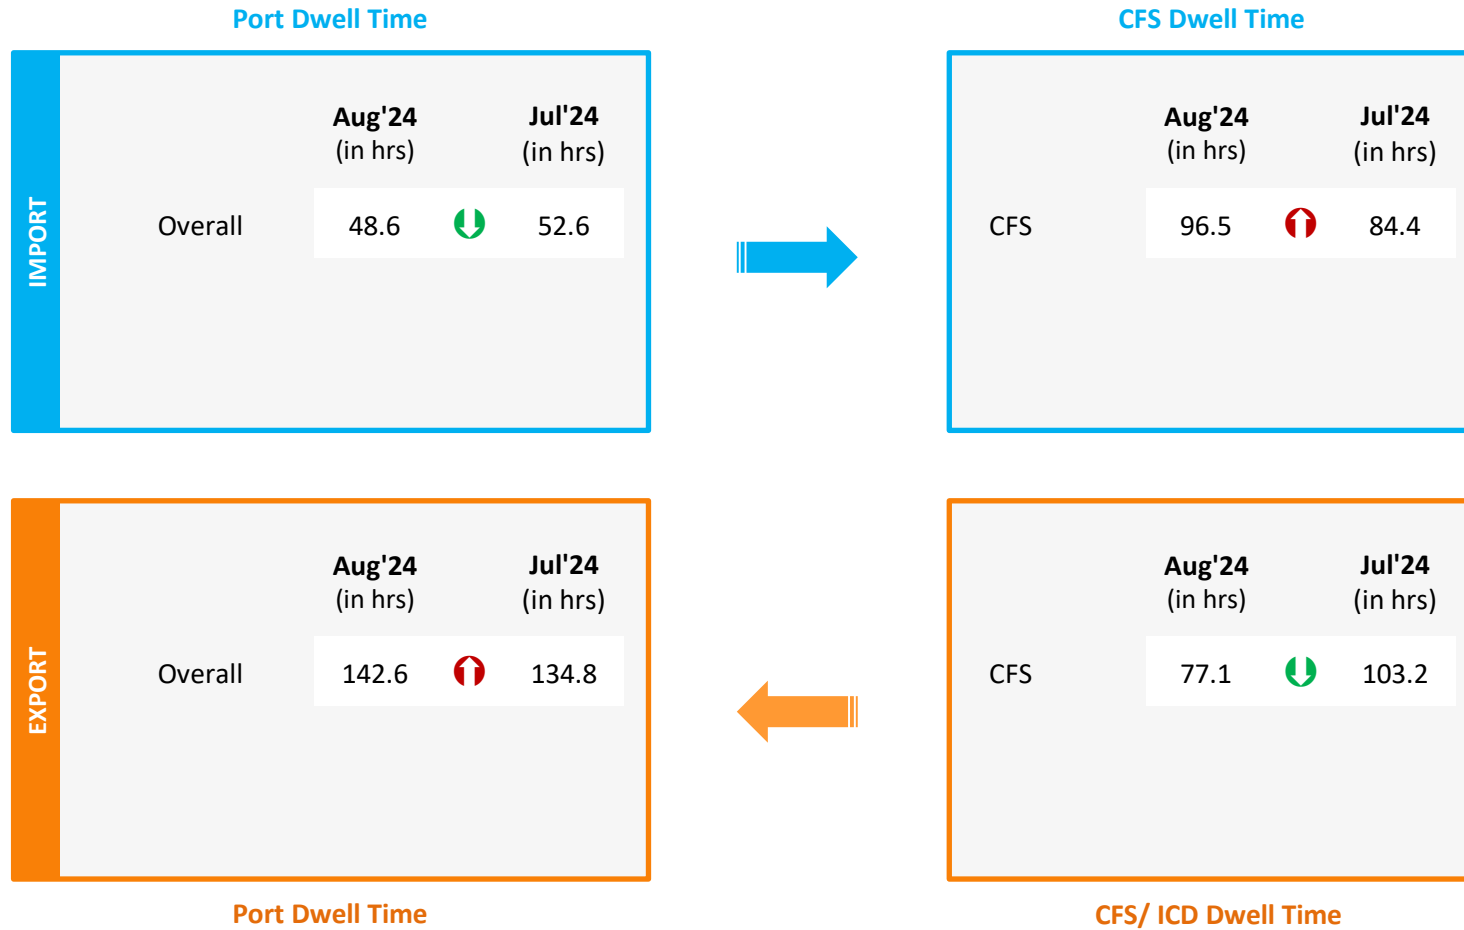 Port Dwell Time
CFS Dwell Time
IMPORT
Aug'24 Jul'24
(in hrs) (in hrs)
Overall 48.6 52.6
Aug'24 Jul'24
(in hrs) (in hrs)
CFS 96.5 84.4
EXPORT
Aug'24 Jul'24
(in hrs) (in hrs)
Overall 142.6 134.8
Aug'24 Jul'24
(in hrs) (in hrs)
CFS 77.1 103.2
Port Dwell Time
CFS/ ICD Dwell Time